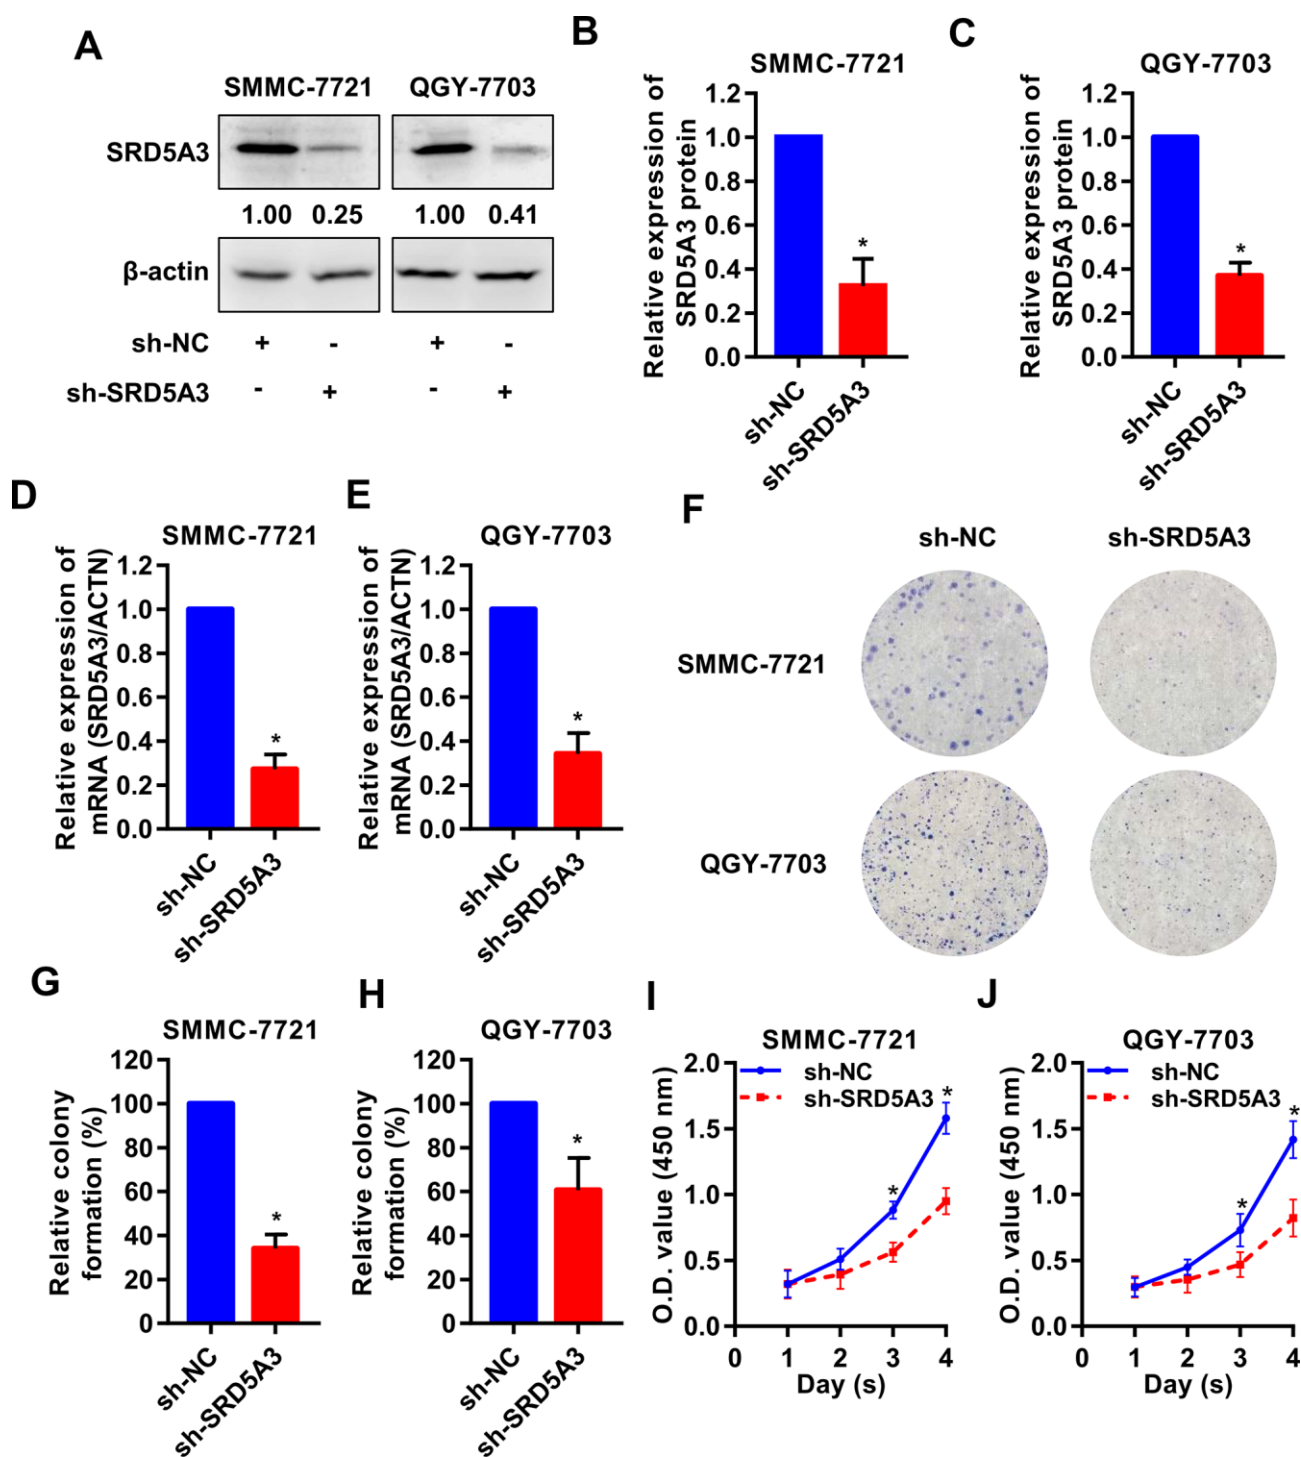 A
SMMC-7721 QGY-7703
SRD5A3
1.00 0.25 1.00 0.41
β-actin
sh-NC + - + -
sh-SRD5A3 - + - +
B
SMMC-7721
Relative expression of
SRD5A3 protein
1.2
1.0
0.8
0.6
0.4
0.2
0.0
*
sh-NC
sh-SRD5A3
C
QGY-7703
Relative expression of
SRD5A3 protein
1.2
1.0
0.8
0.6
0.4
0.2
0.0
*
sh-NC
sh-SRD5A3
D
SMMC-7721
Relative expression of
mRNA (SRD5A3/ACTN)
1.2
1.0
0.8
0.6
0.4
0.2
0.0
*
sh-NC
sh-SRD5A3
E
QGY-7703
Relative expression of
mRNA (SRD5A3/ACTN)
1.2
1.0
0.8
0.6
0.4
0.2
0.0
*
sh-NC
sh-SRD5A3
F
sh-NC sh-SRD5A3
SMMC-7721
QGY-7703
G
SMMC-7721
Relative colony
formation (%)
120
100
80
60
40
20
0
*
sh-NC
sh-SRD5A3
H
QGY-7703
Relative colony
formation (%)
120
100
80
60
40
20
0
*
sh-NC
sh-SRD5A3
I
SMMC-7721
sh-NC
sh-SRD5A3
O.D. value (450 nm)
2.0
1.5
1.0
0.5
0.0
* *
0 1 2 3 4
Day (s)
J
QGY-7703
sh-NC
sh-SRD5A3
O.D. value (450 nm)
2.0
1.5
1.0
0.5
0.0
* *
0 1 2 3 4
Day (s)